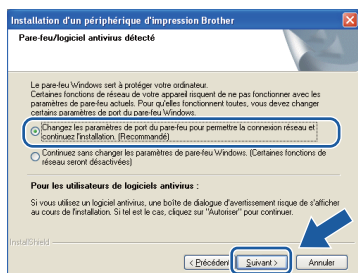 Installation d'un périphérique d'impression Brother
Pare-feu/logiciel antivirus détecté
Le pare-feu Windows sert à protéger votre ordinateur.
Certaines fonctions de réseau de votre appareil risquent de ne pas fonctionner avec les
paramètres de pare-feu actuels. Pour qu'elles fonctionnent toutes, vous devez changer
certains paramètres de port du pare-feu Windows.
Changez les paramètres de port du pare-feu pour permettre la connexion réseau et
continuez l'installation. (Recommandé)
Continuez sans changer les paramètres de pare-feu Windows. (Certaines fonctions de
réseau seront désactivées)
Pour les utilisateurs de logiciels antivirus :
Si vous utilisez un logiciel antivirus, une boîte de dialogue d'avertissement risque de s'afficher
au cours de l'installation. Si tel est le cas, cliquez sur "Autoriser" pour continuer.
InstallShield
< Précédent Suivant > Annuler